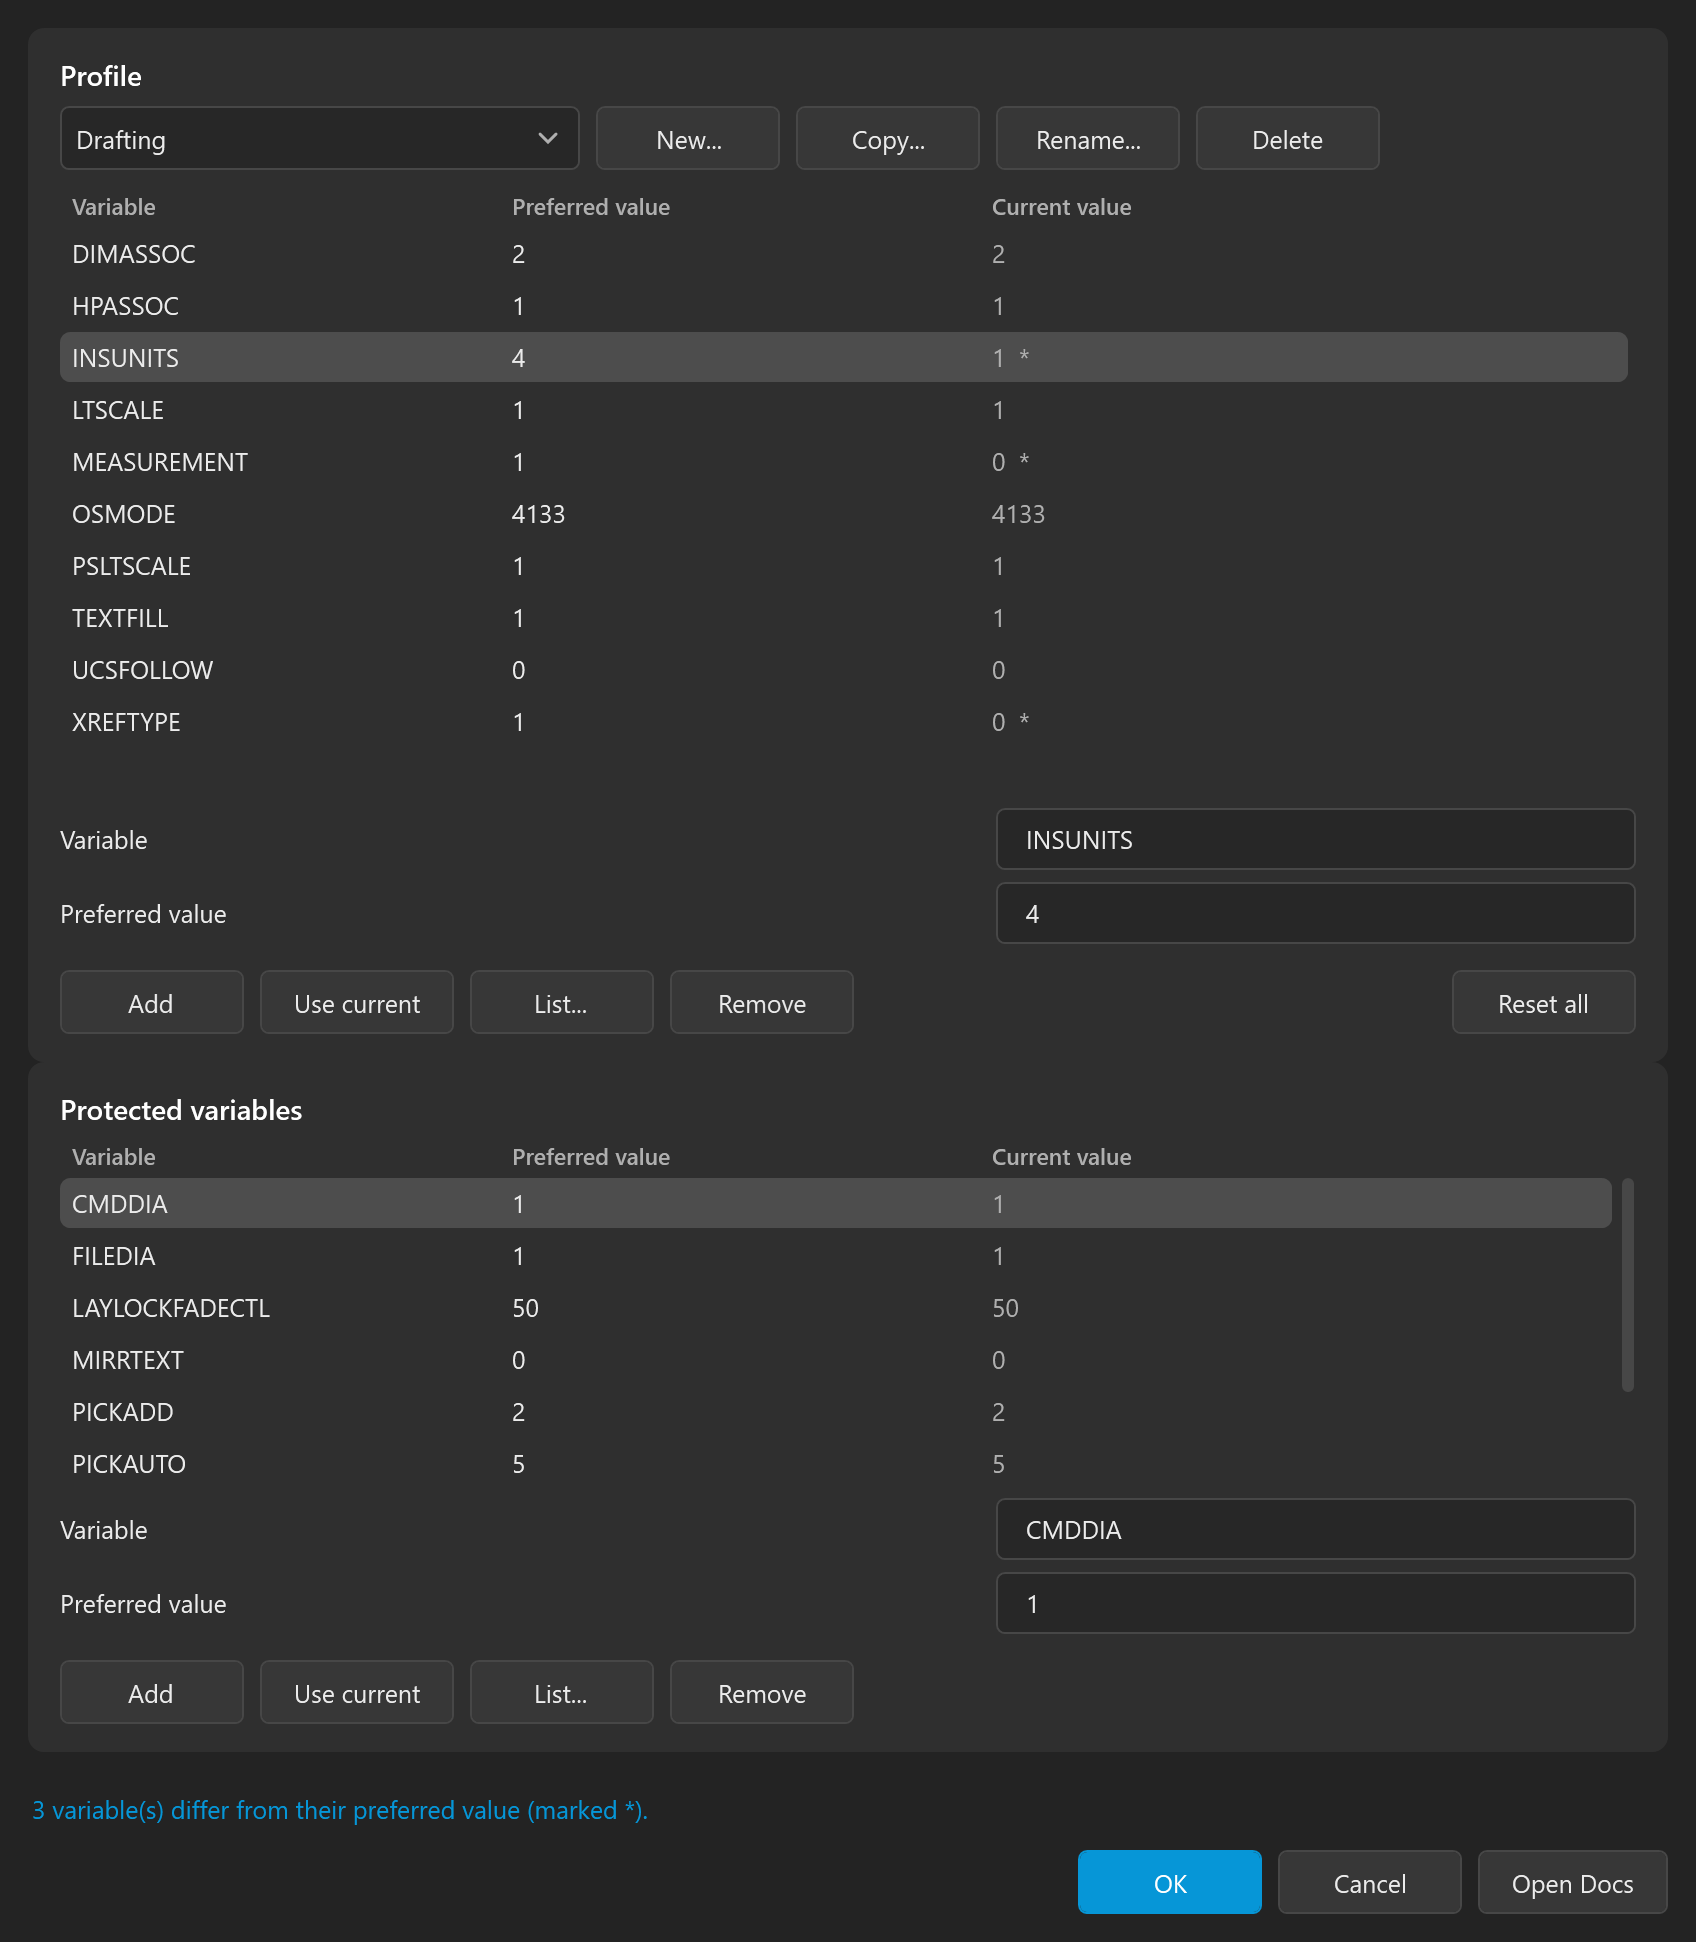 Profile
Drafting New... Copy... Rename... Delete
Variable Preferred value Current value
DIMASSOC 2 2
HPASSOC 1 1
INSUNITS 4 1 *
LTSCALE 1 1
MEASUREMENT 1 0 *
OSMODE 4133 4133
PSLTSCALE 1 1
TEXTFILL 1 1
UCSFOLLOW 0 0
XREFTYPE 1 0 *
Variable INSUNITS
Preferred value 4
Add Use current List... Remove Reset all
Protected variables
Variable Preferred value Current value
CMDDIA 1 1
FILEDIA 1 1
LAYLOCKFADECTL 50 50
MIRRTEXT 0 0
PICKADD 2 2
PICKAUTO 5 5
Variable CMDDIA
Preferred value 1
Add Use current List... Remove
3 variable(s) differ from their preferred value (marked *).
OK Cancel Open Docs